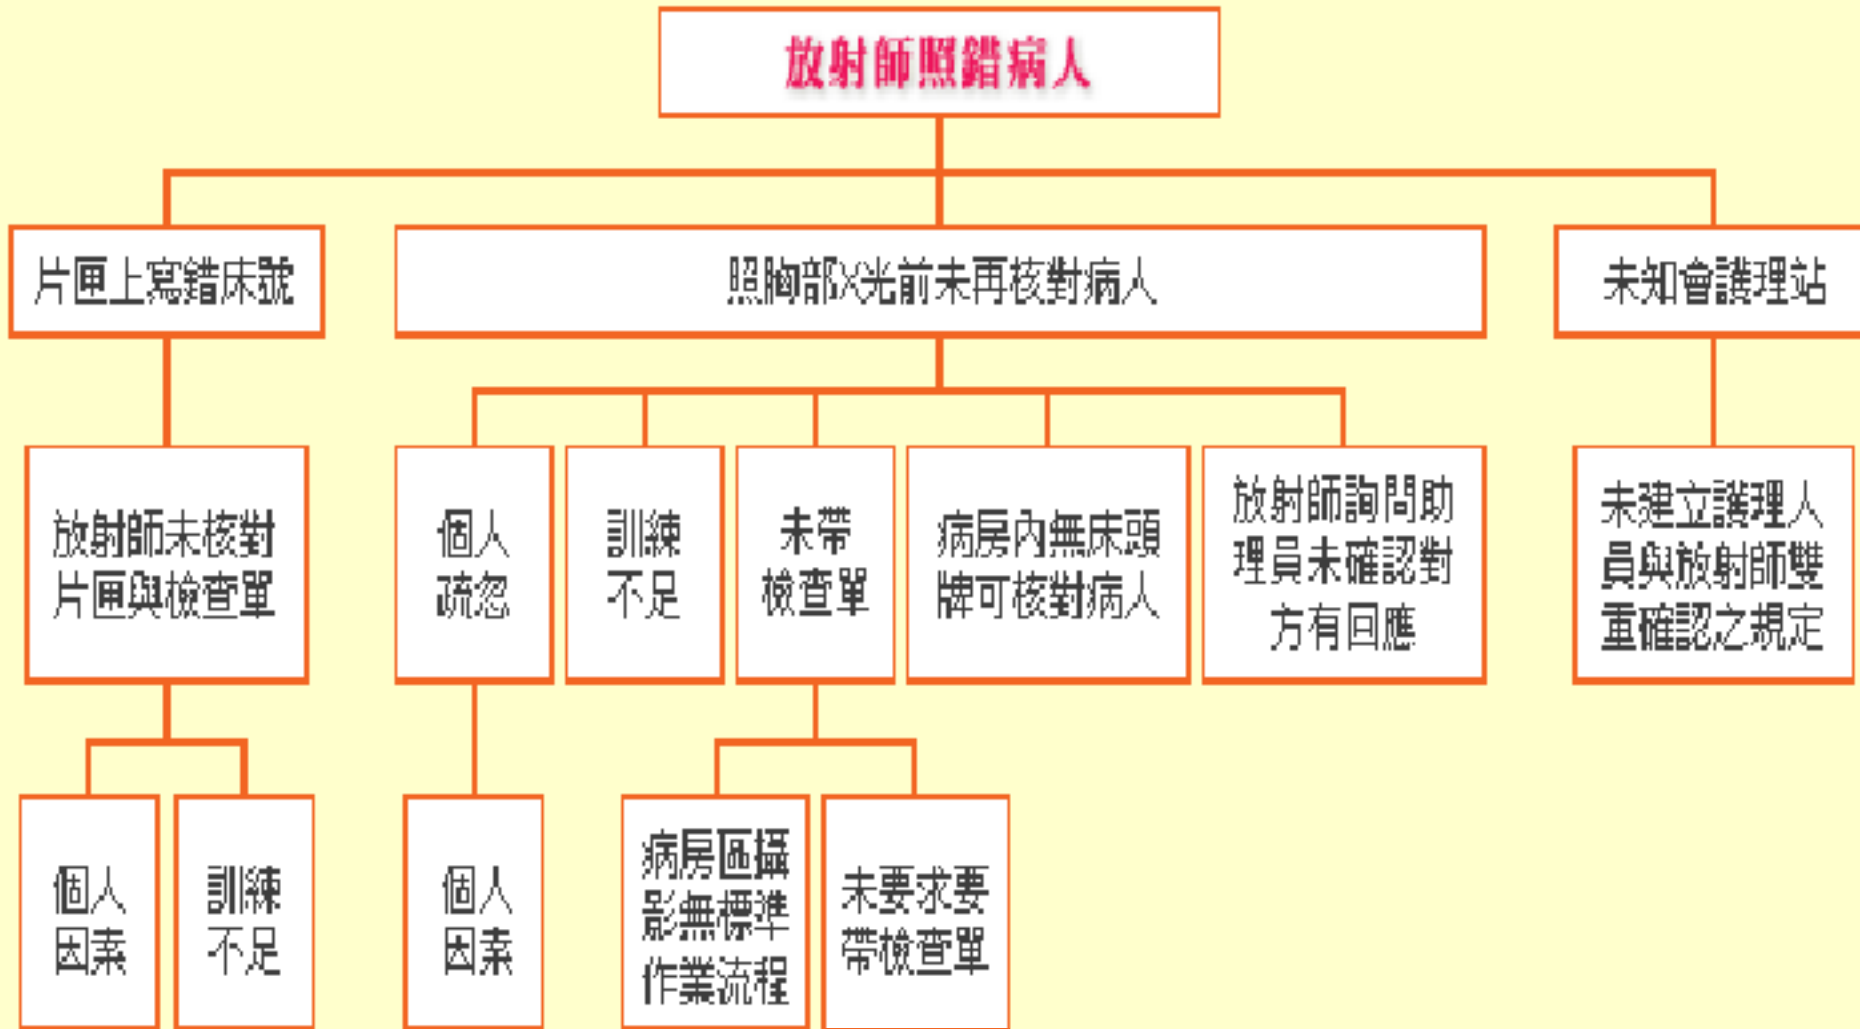 放射師照錯病人
片匣上寫錯床號
照胸部X光前未再核對病人
未知會護理站
放射師未核對
片匣與檢查單
個人
疏忽
訓練
不足
未帶
檢查單
病房內無床頭
牌可核對病人
放射師詢問助
理員未確認對
方有回應
未建立護理人
員與放射師雙
重確認之規定
個人
因素
訓練
不足
個人
因素
病房區攝
影無標準
作業流程
未要求要
帶檢查單